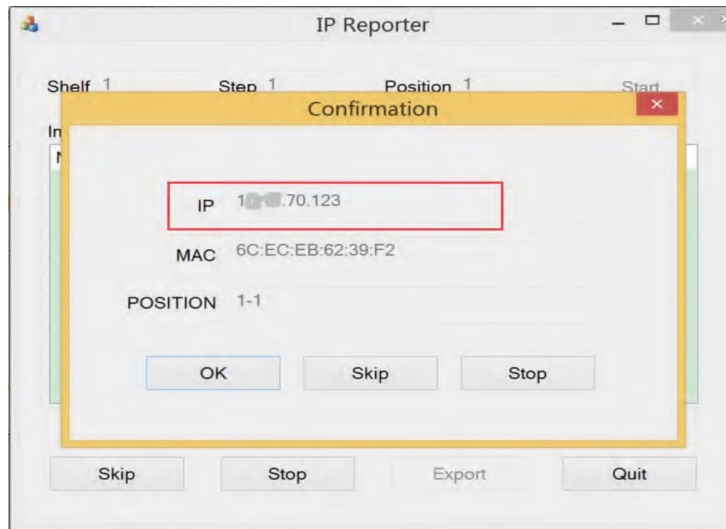 IP Reporter
Shelf 1 Step 1 Position 1 Start
Confirmation
In
IP .70.123
MAC 6C:EC:EB:62:39:F2
POSITION 1-1
OK Skip Stop
Skip Stop Export Quit